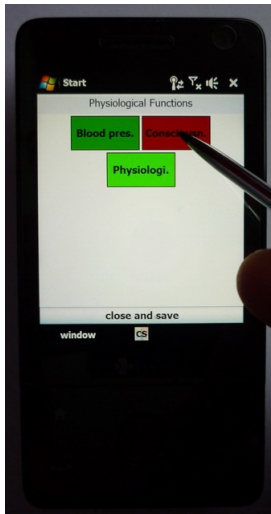 Start
Physiological Functions
Blood pres.
Physiologi.
close and save
window CS